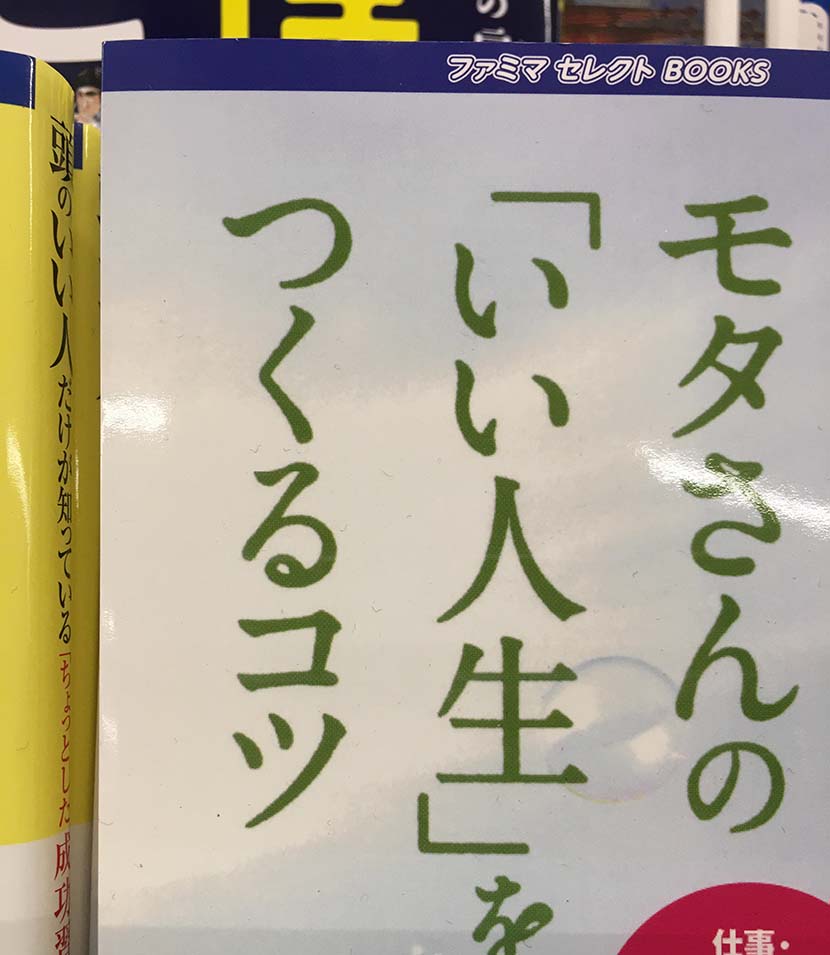 ファミマ セレクト BOOKS
モタさんの
「いい人生」を
つくるコツ
仕事・
頭のいい人だけが知っている「ちょっとした成功習
の